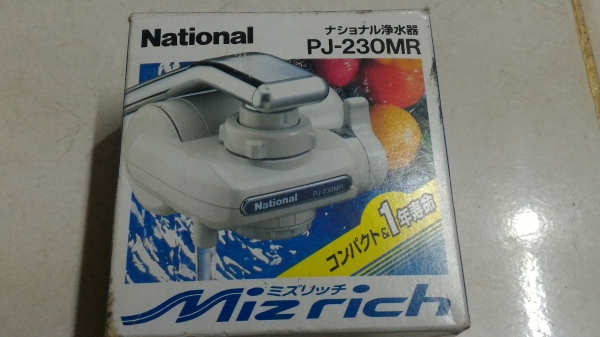 National
ナショナル浄水器
PJ-230MR
National PJ-230MR
コンパクト&1年寿命
ミズリッチ
Mizrich